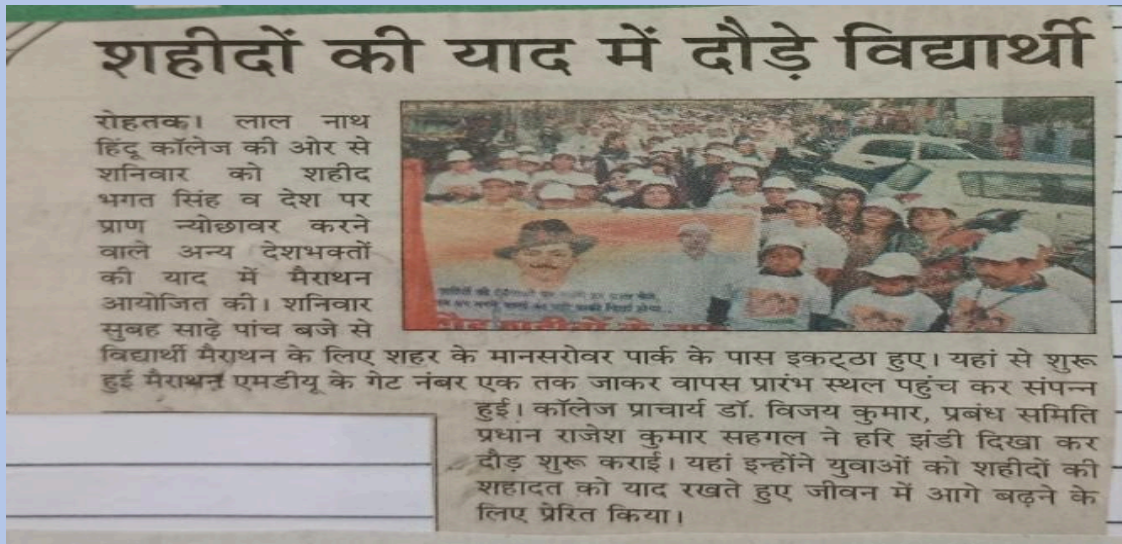 शहीदों की याद में दौड़े विद्यार्थी
रोहतक। लाल नाथ
हिंदू कॉलेज की ओर से
शनिवार को शहीद
भगत सिंह व देश पर
प्राण न्योछावर करने
वाले अन्य देशभक्तों
की याद में मैराथन
आयोजित की। शनिवार
सुबह साढ़े पांच बजे से
विद्यार्थी मैराथन के लिए शहर के मानसरोवर पार्क के पास इकट्ठा हुए। यहां से शुरू
हुई मैराथन एमडीयू के गेट नंबर एक तक जाकर वापस प्रारंभ स्थल पहुंच कर संपन्न
हुई। कॉलेज प्राचार्य डॉ. विजय कुमार, प्रबंध समिति
प्रधान राजेश कुमार सहगल ने हरि झंडी दिखा कर
दौड़ शुरू कराई। यहां इन्होंने युवाओं को शहीदों की
शहादत को याद रखते हुए जीवन में आगे बढ़ने के
लिए प्रेरित किया।